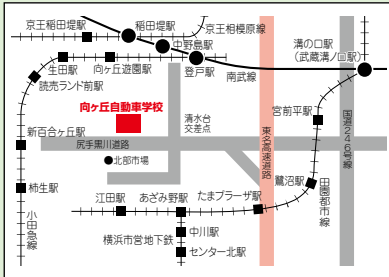 京王稲田堤駅
稲田堤駅
京王相模原線
中野島駅
溝の口駅
(武蔵溝ノ口駅)
生田駅
向ヶ丘遊園駅
登戸駅
南武線
読売ランド前駅
向ヶ丘自動車学校
清水台
交差点
宮前平駅
国道246号線
新百合ヶ丘駅
尻手黒川道路
東名高速道路
北部市場
鷺沼駅
田園都市線
柿生駅
江田駅
あざみ野駅
たまプラーザ駅
小田急線
中川駅
横浜市営地下鉄
センター北駅